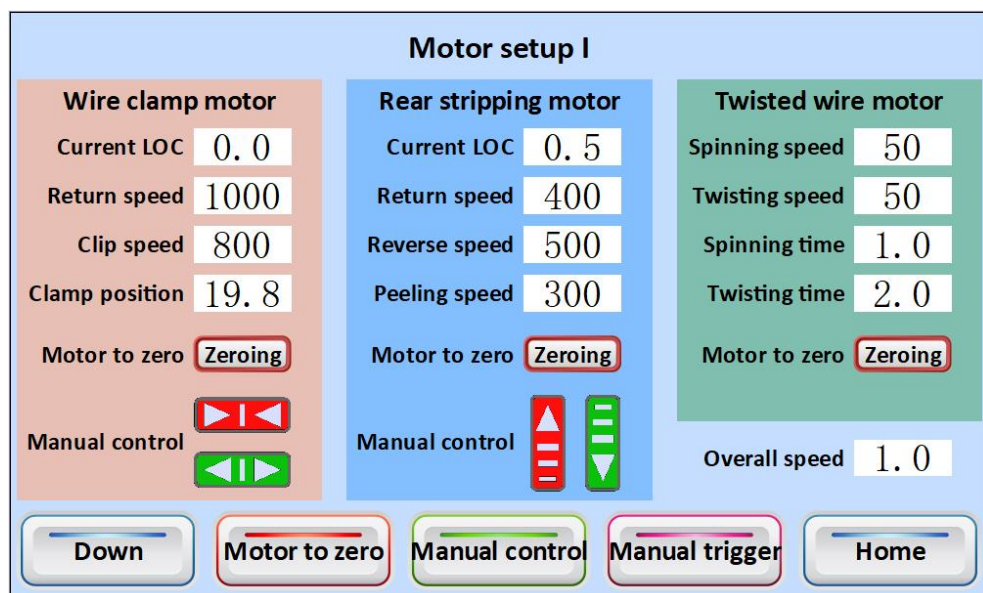 Motor setup I
Wire clamp motor
Current LOC 0.0
Return speed 1000
Clip speed 800
Clamp position 19.8
Motor to zero Zeroing
Manual control
Rear stripping motor
Current LOC 0.5
Return speed 400
Reverse speed 500
Peeling speed 300
Motor to zero Zeroing
Manual control
Twisted wire motor
Spinning speed 50
Twisting speed 50
Spinning time 1.0
Twisting time 2.0
Motor to zero Zeroing
Overall speed 1.0
Down
Motor to zero
Manual control
Manual trigger
Home